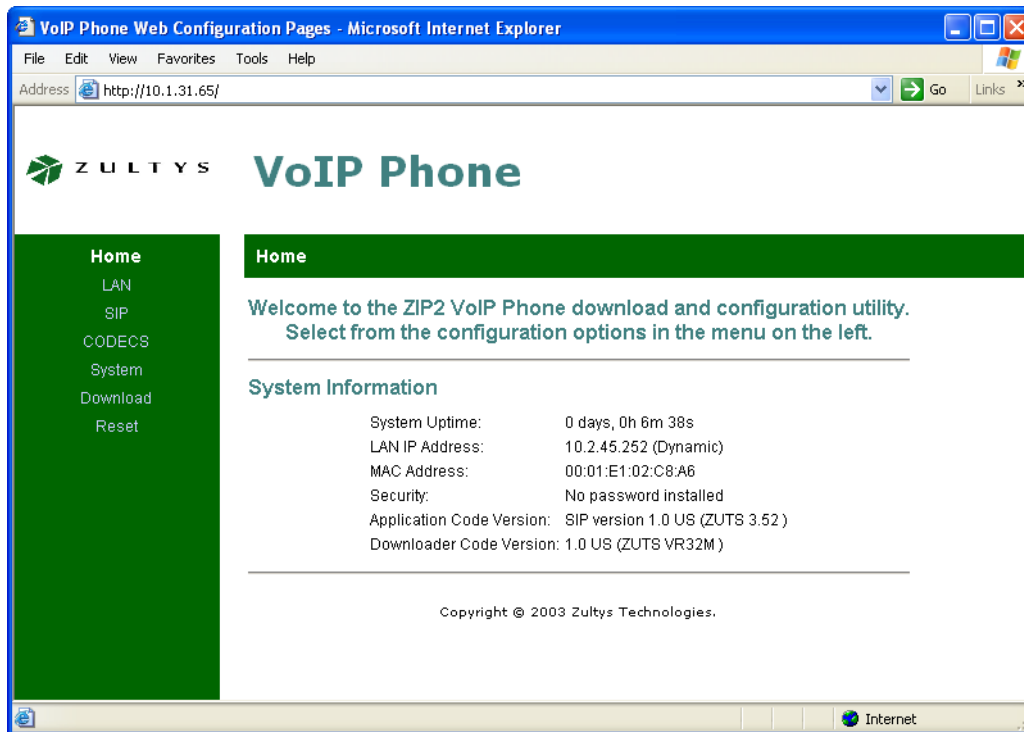 VoIP Phone Web Configuration Pages - Microsoft Internet Explorer
File Edit View Favorites Tools Help
Address http://10.1.31.65/ Go Links »
ZULTYS VoIP Phone
Home
LAN
SIP
CODECS
System
Download
Reset
Home
Welcome to the ZIP2 VoIP Phone download and configuration utility.
Select from the configuration options in the menu on the left.
System Information
System Uptime: 0 days, 0h 6m 38s
LAN IP Address: 10.2.45.252 (Dynamic)
MAC Address: 00:01:E1:02:C8:A6
Security: No password installed
Application Code Version: SIP version 1.0 US (ZUTS 3.52 )
Downloader Code Version: 1.0 US (ZUTS VR32M )
Copyright © 2003 Zultys Technologies.
Internet